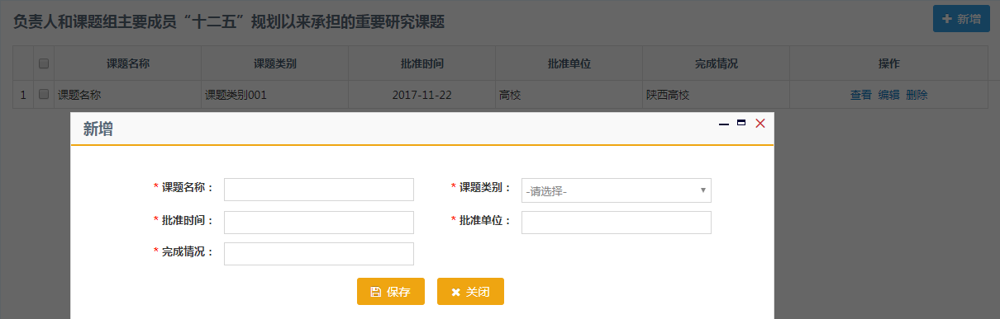 负责人和课题组主要成员“十二五”规划以来承担的重要研究课题
新增
课题名称 课题类别 批准时间 批准单位 完成情况 操作
1 课题名称 课题类别001 2017-11-22 高校 陕西高校 查看 编辑 删除
新增
* 课题名称： * 课题类别： -请选择-
* 批准时间： * 批准单位：
* 完成情况：
保存 关闭